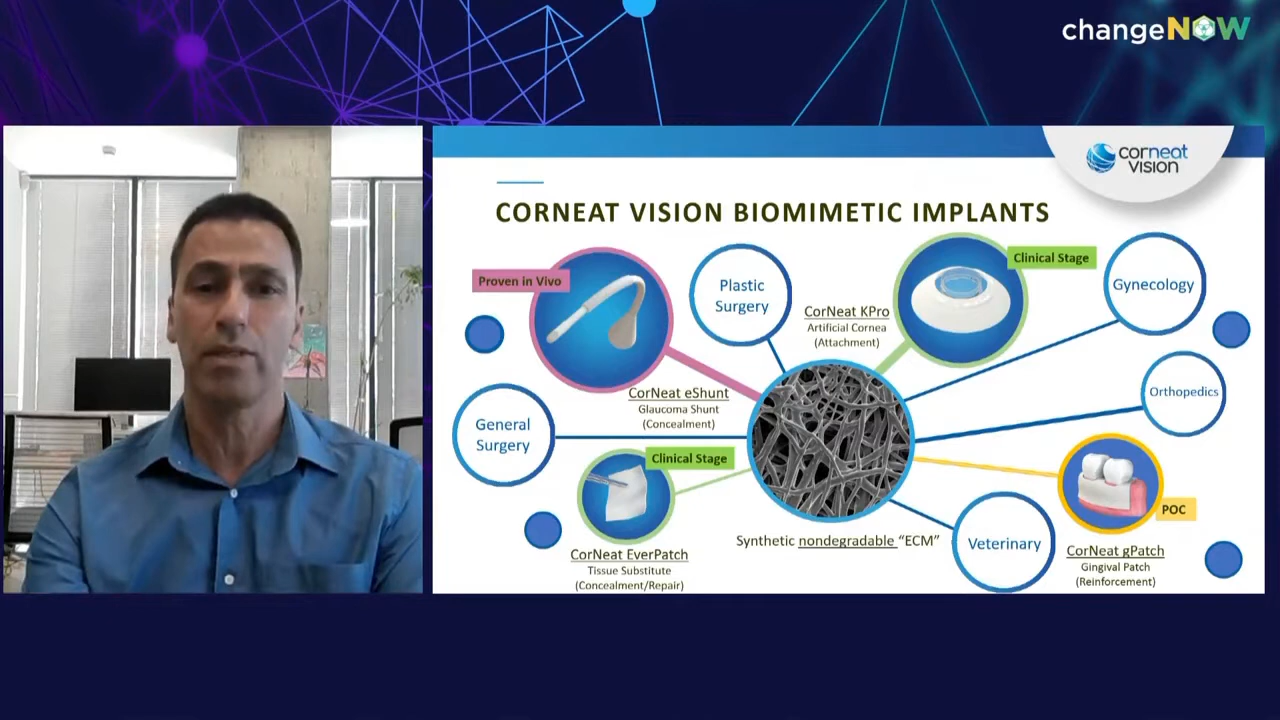 changeNOW
corneat
vision
CORNEAT VISION BIOMIMETIC IMPLANTS
Proven in Vivo
Plastic
Surgery
CorNeat KPro
Artificial Cornea
(Attachment)
Clinical Stage
Gynecology
CorNeat eShunt
Glaucoma Shunt
(Concealment)
Orthopedics
General
Surgery
Clinical Stage
CorNeat EverPatch
Tissue Substitute
(Concealment/Repair)
Synthetic nondegradable “ECM”
Veterinary
POC
CorNeat gPatch
Gingival Patch
(Reinforcement)